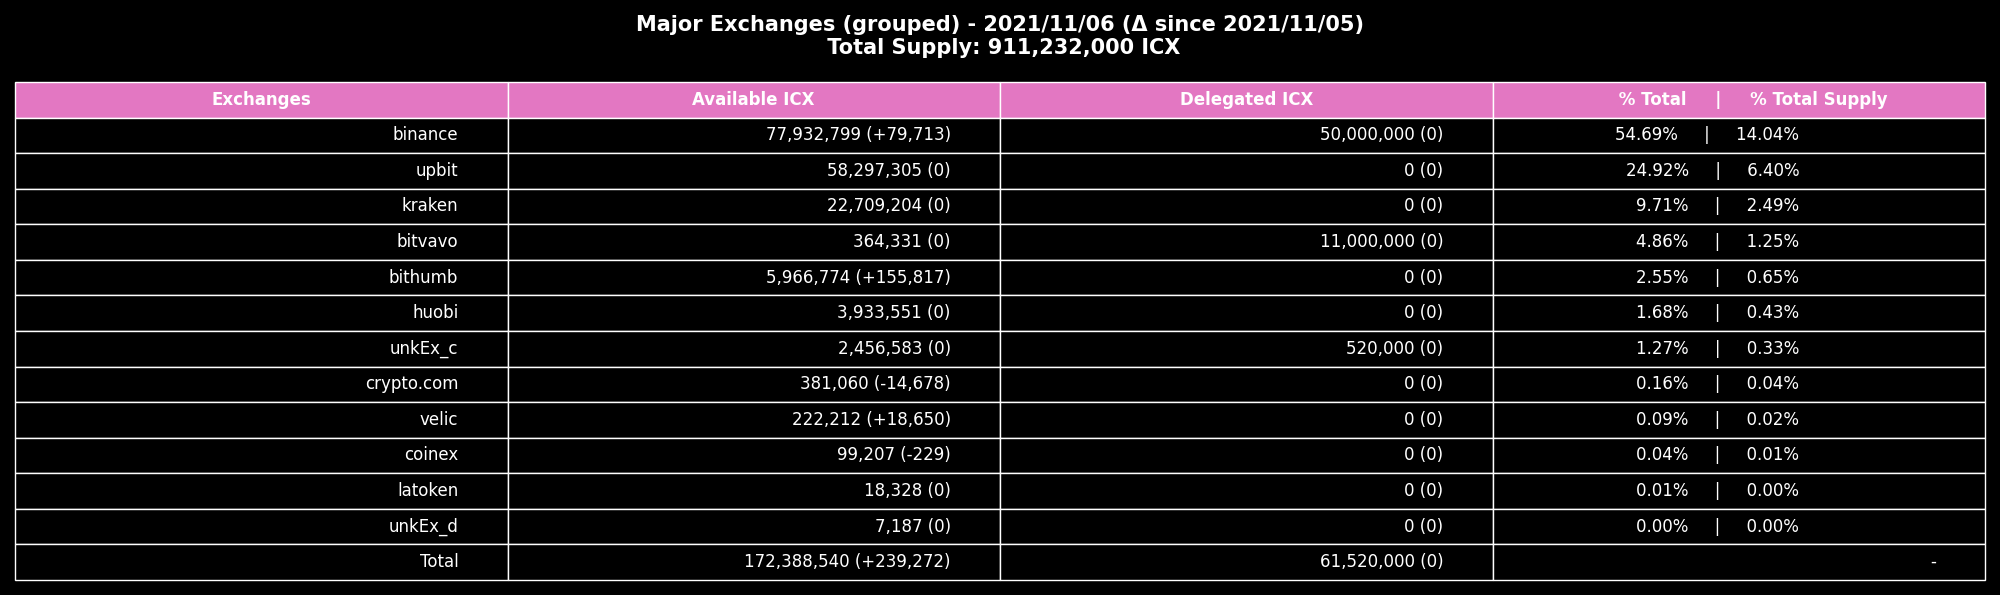 Major Exchanges (grouped) - 2021/11/06 (Δ since 2021/11/05)
Total Supply: 911,232,000 ICX
Exchanges Available ICX Delegated ICX % Total | % Total Supply
binance 77,932,799 (+79,713) 50,000,000 (0) 54.69% | 14.04%
upbit 58,297,305 (0) 0 (0) 24.92% | 6.40%
kraken 22,709,204 (0) 0 (0) 9.71% | 2.49%
bitvavo 364,331 (0) 11,000,000 (0) 4.86% | 1.25%
bithumb 5,966,774 (+155,817) 0 (0) 2.55% | 0.65%
huobi 3,933,551 (0) 0 (0) 1.68% | 0.43%
unkEx_c 2,456,583 (0) 520,000 (0) 1.27% | 0.33%
crypto.com 381,060 (-14,678) 0 (0) 0.16% | 0.04%
velic 222,212 (+18,650) 0 (0) 0.09% | 0.02%
coinex 99,207 (-229) 0 (0) 0.04% | 0.01%
latoken 18,328 (0) 0 (0) 0.01% | 0.00%
unkEx_d 7,187 (0) 0 (0) 0.00% | 0.00%
Total 172,388,540 (+239,272) 61,520,000 (0) -